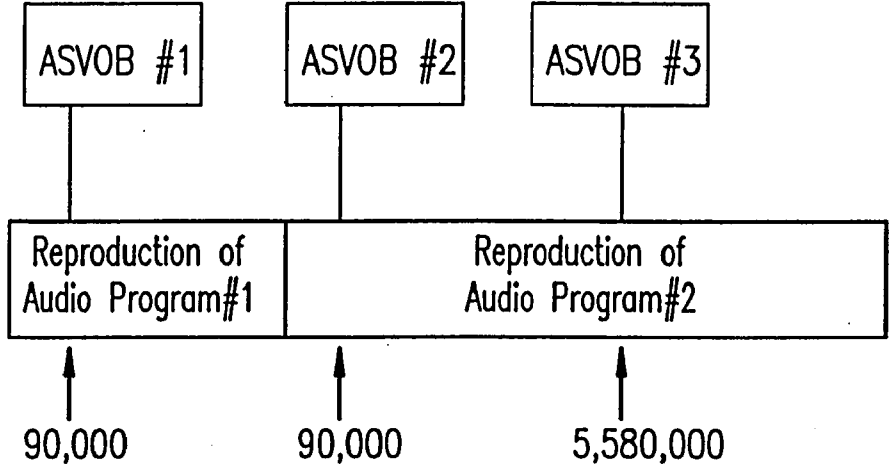 ASVOB #1
ASVOB #2
ASVOB #3
Reproduction of
Audio Program#1
Reproduction of
Audio Program#2
90,000
90,000
5,580,000